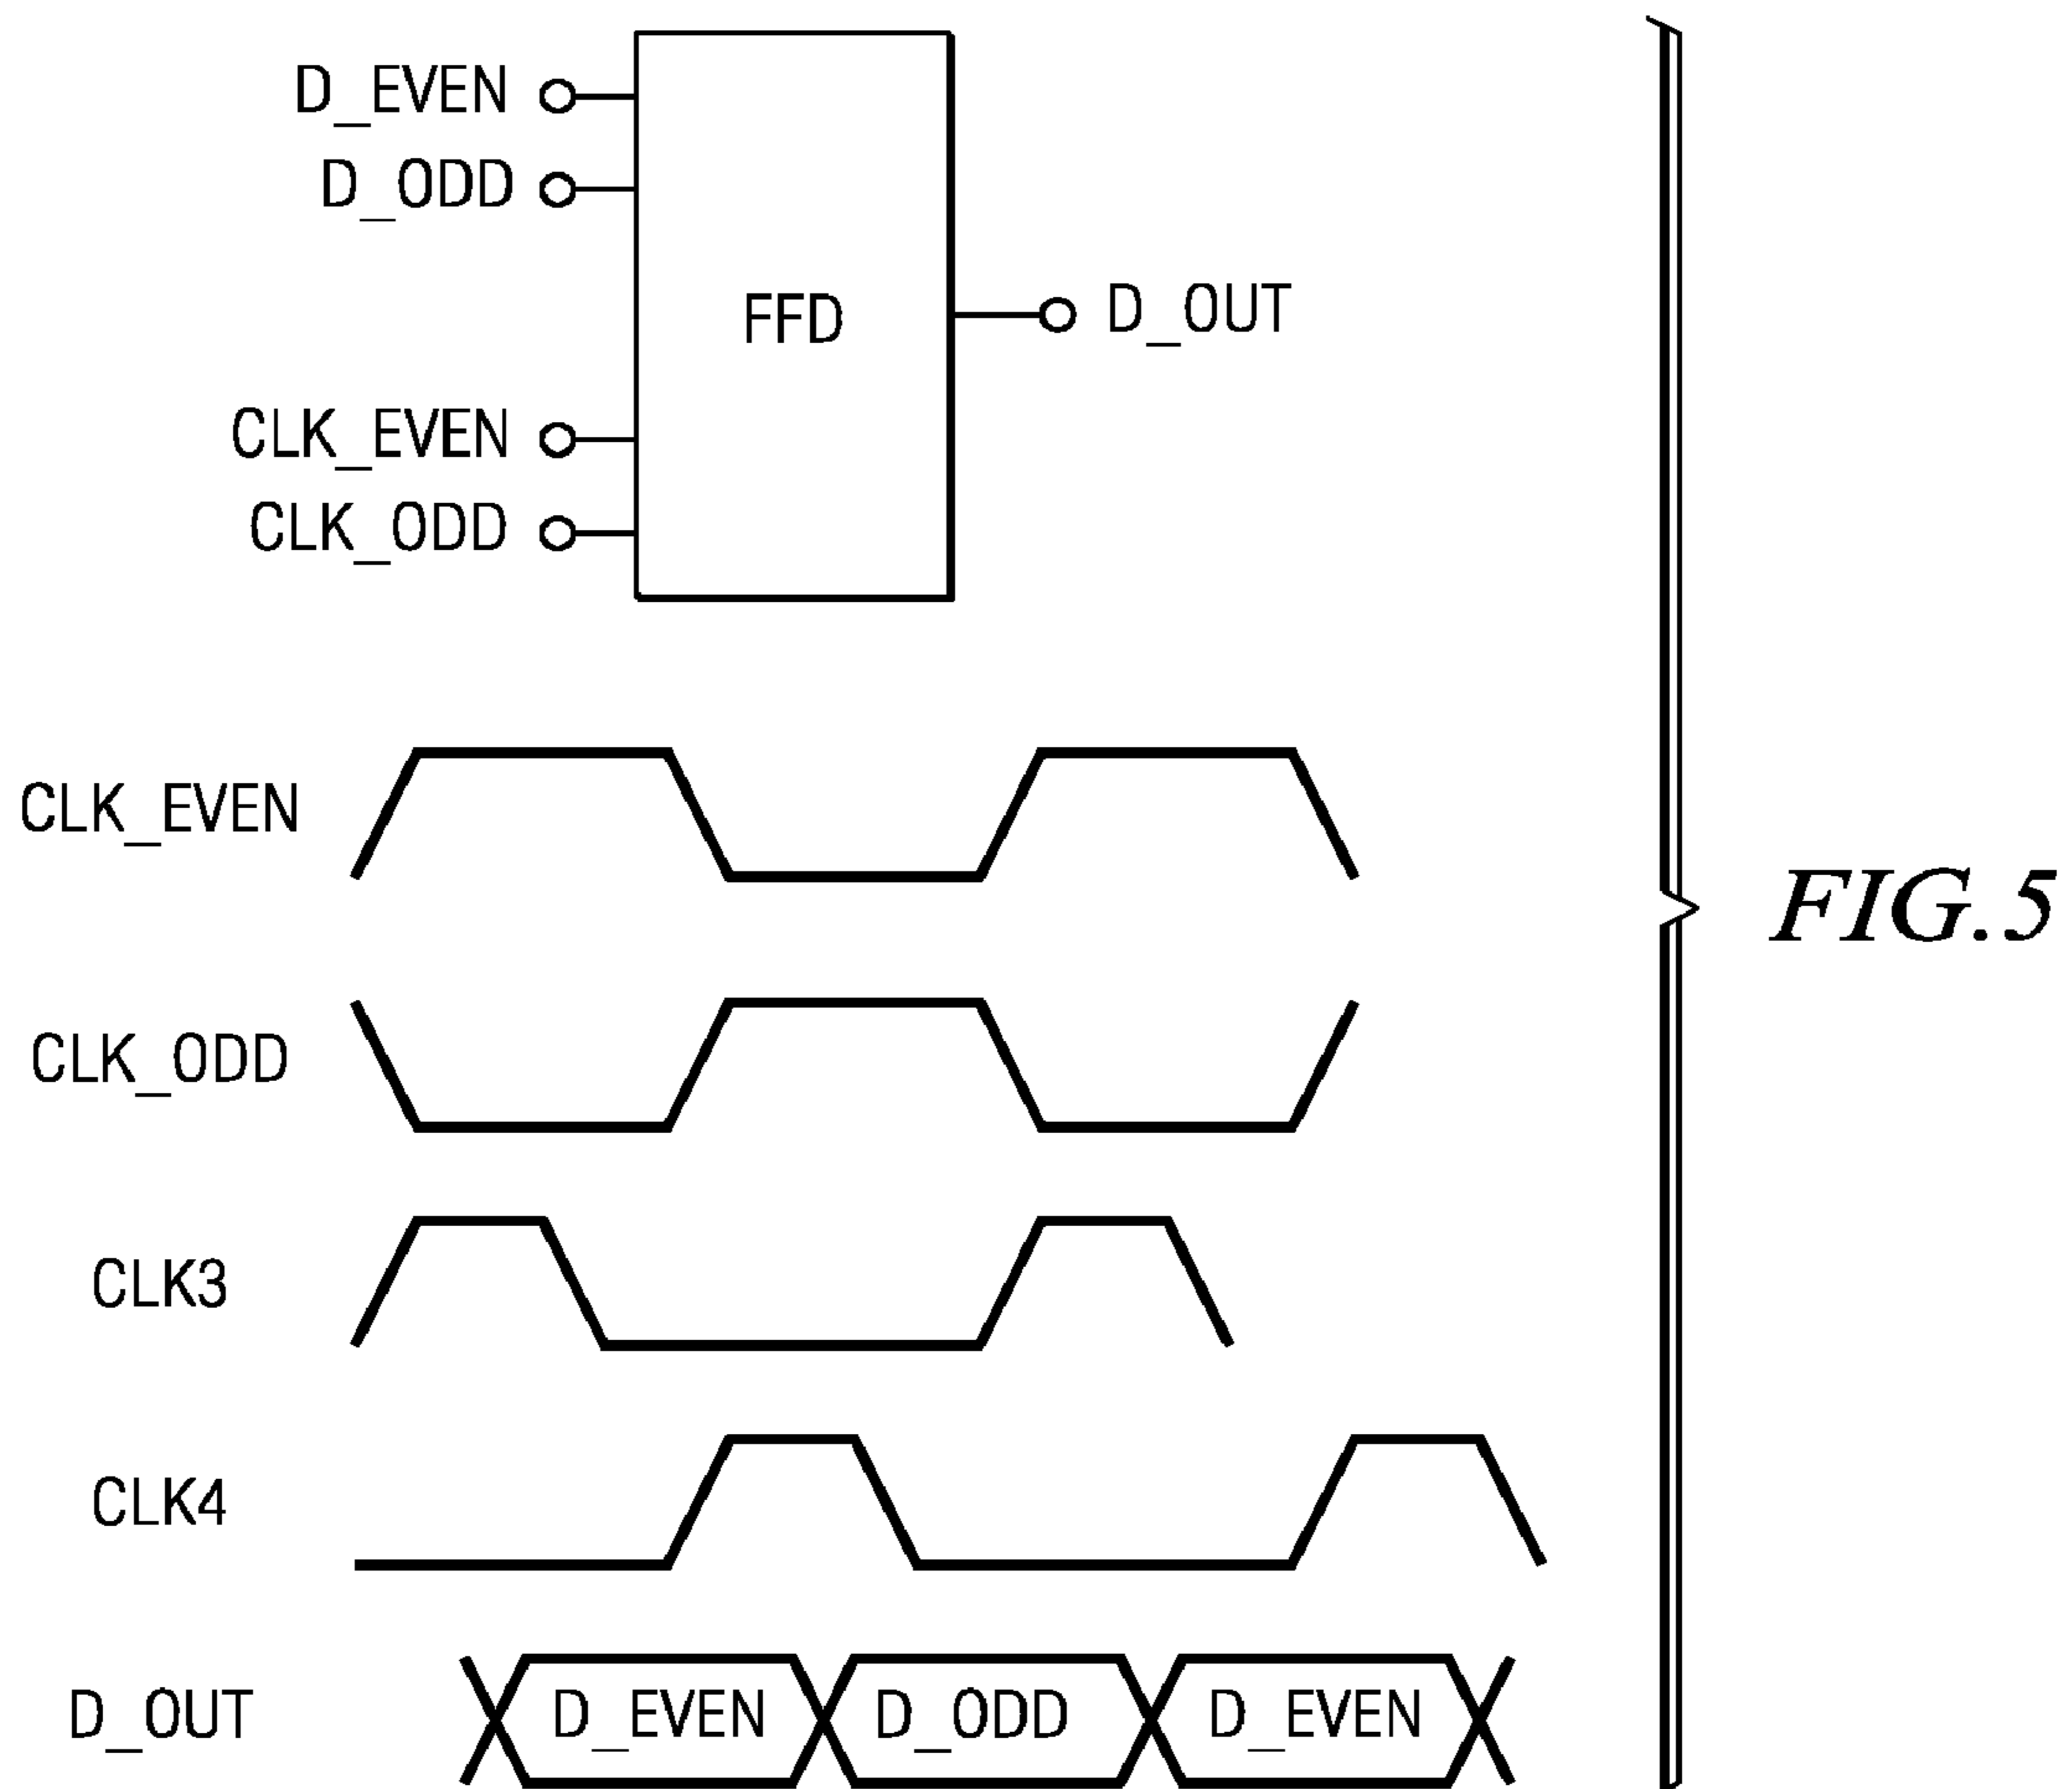 D_EVEN
D_ODD
FFD
D_OUT
CLK_EVEN
CLK_ODD
CLK_EVEN
FIG.5
CLK_ODD
CLK3
CLK4
D_OUT D_EVEN D_ODD D_EVEN